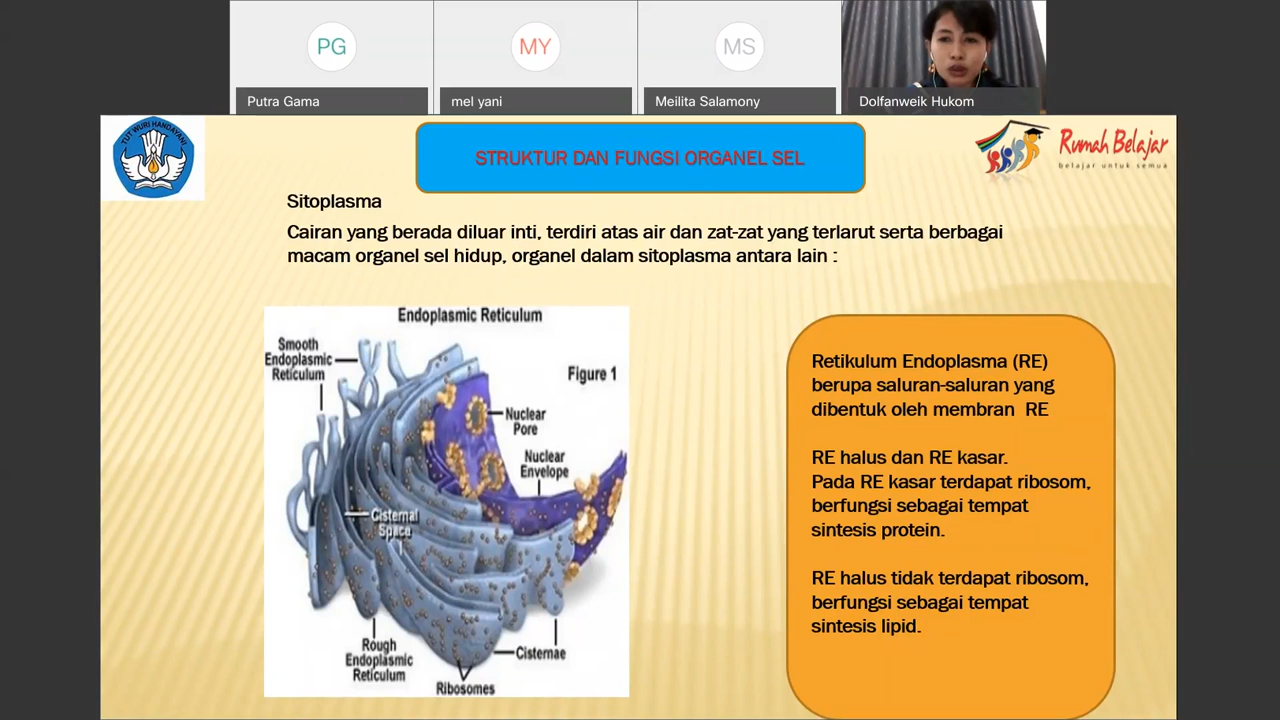 PG
MY
MS
Putra Gama
mel yani
Meilita Salamony
Dolfanweik Hukom
TUT WURI HANDAYANI
STRUKTUR DAN FUNGSI ORGANEL SEL
Rumah Belajar
belajar untuk semua
Sitoplasma
Cairan yang berada diluar inti, terdiri atas air dan zat-zat yang terlarut serta berbagai
macam organel sel hidup, organel dalam sitoplasma antara lain :
Endoplasmic Reticulum
Smooth
Endoplasmic
Reticulum
Figure 1
Nuclear
Pore
Nuclear
Envelope
Cisternal
Space
Rough
Endoplasmic
Reticulum
Cisternae
Ribosomes
Retikulum Endoplasma (RE)
berupa saluran-saluran yang
dibentuk oleh membran  RE
RE halus dan RE kasar.
Pada RE kasar terdapat ribosom,
berfungsi sebagai tempat
sintesis protein.
RE halus tidak terdapat ribosom,
berfungsi sebagai tempat
sintesis lipid.